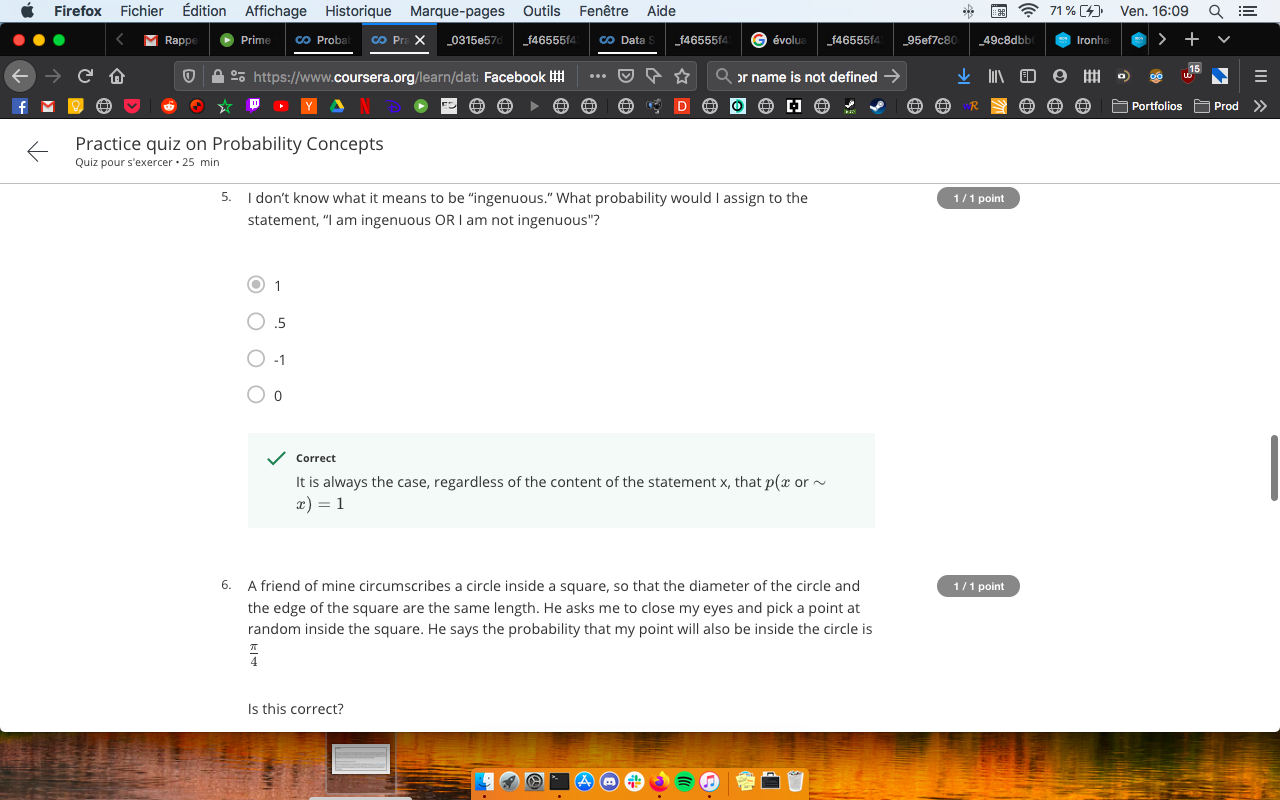 Firefox Fichier Édition Affichage Historique Marque-pages Outils Fenêtre Aide 71 % Ven. 16:09
Rappe Prime Proba Pra _0315e57d _f46555f4 Data S _f46555f4 évolua _f46555f4 _95ef7c80 _49c8dbb Ironha
https://www.coursera.org/learn/data Facebook or name is not defined 15
Portfolios Prod
Practice quiz on Probability Concepts
Quiz pour s'exercer • 25 min
5. I don't know what it means to be “ingenuous.” What probability would I assign to the 1 / 1 point
statement, “I am ingenuous OR I am not ingenuous"?
1
.5
-1
0
Correct
It is always the case, regardless of the content of the statement x, that p(x or ∼
x) = 1
6. A friend of mine circumscribes a circle inside a square, so that the diameter of the circle and 1 / 1 point
the edge of the square are the same length. He asks me to close my eyes and pick a point at
random inside the square. He says the probability that my point will also be inside the circle is
π
4
Is this correct?